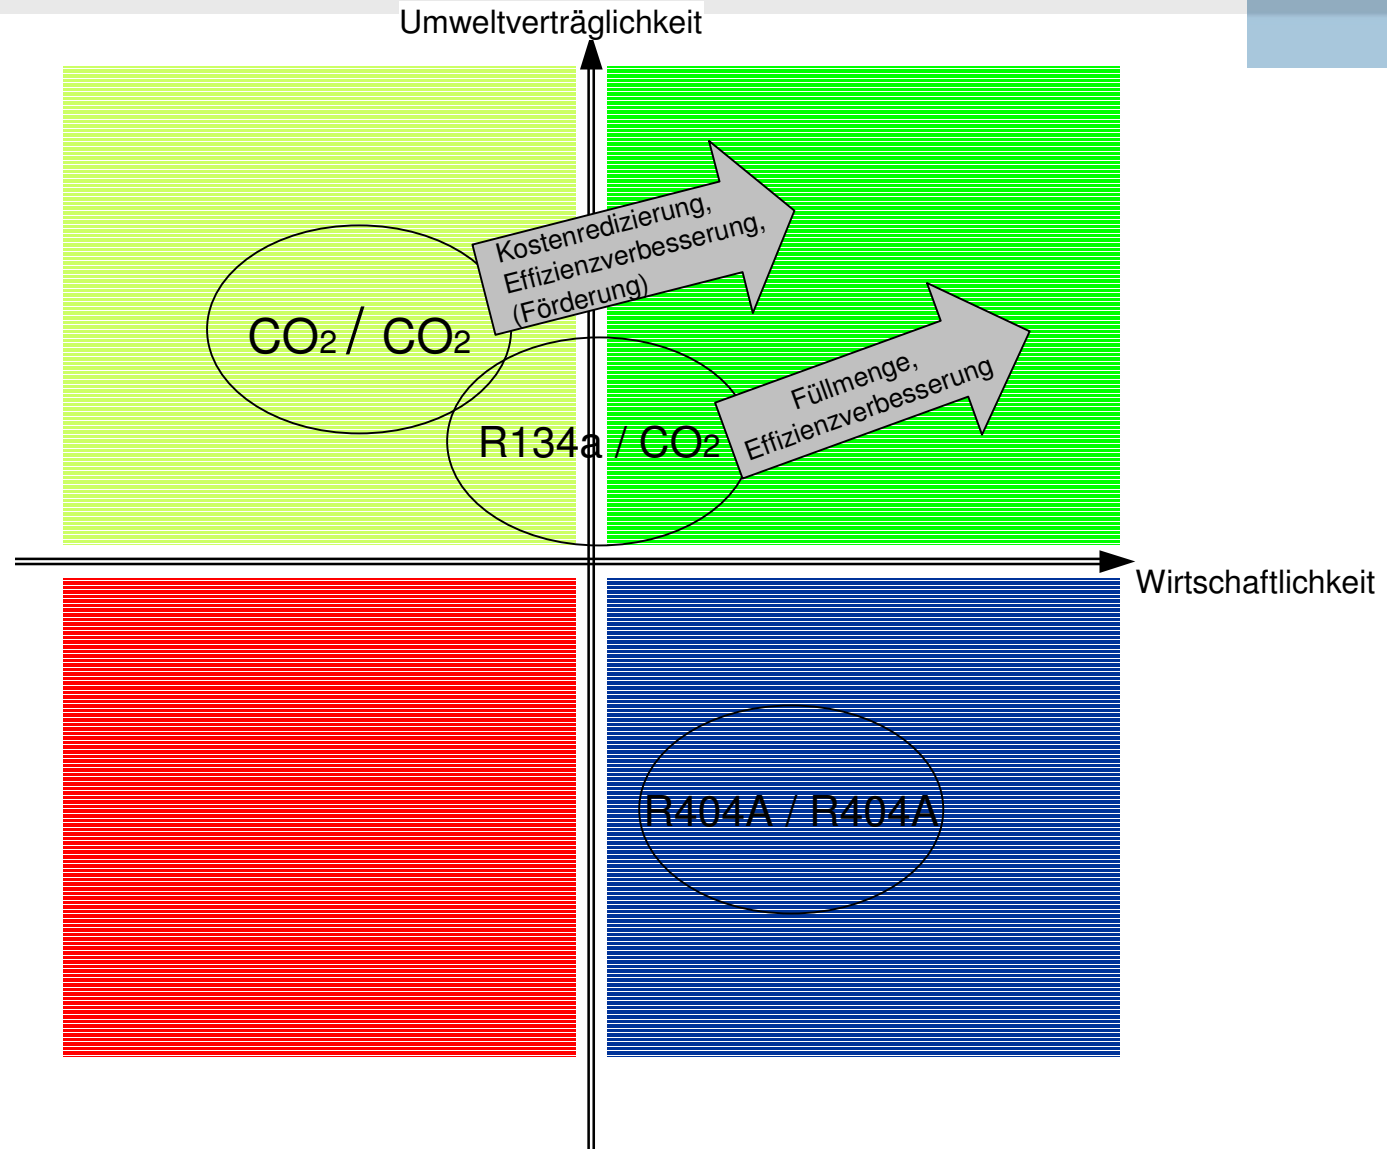 Umweltverträglichkeit
Kostenredizierung,
Effizienzverbesserung,
(Förderung)
CO2 / CO2
Füllmenge,
Effizienzverbesserung
R134a / CO2
Wirtschaftlichkeit
R404A / R404A